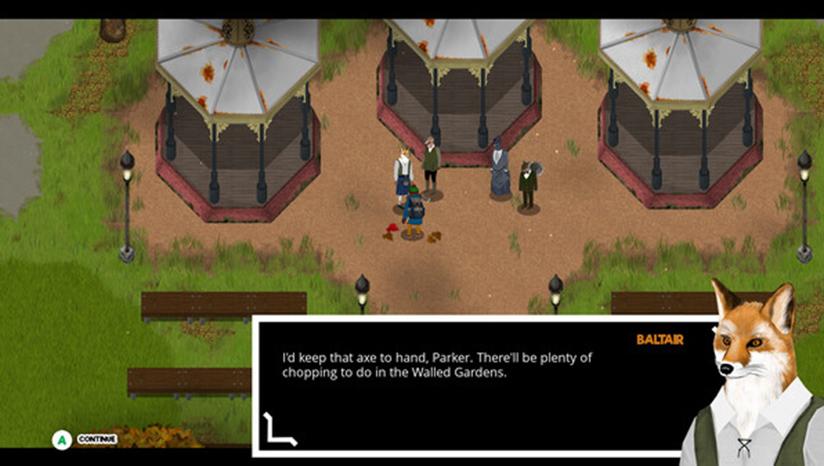 BALTAIR
I'd keep that axe to hand, Parker. There'll be plenty of
chopping to do in the Walled Gardens.
A CONTINUE